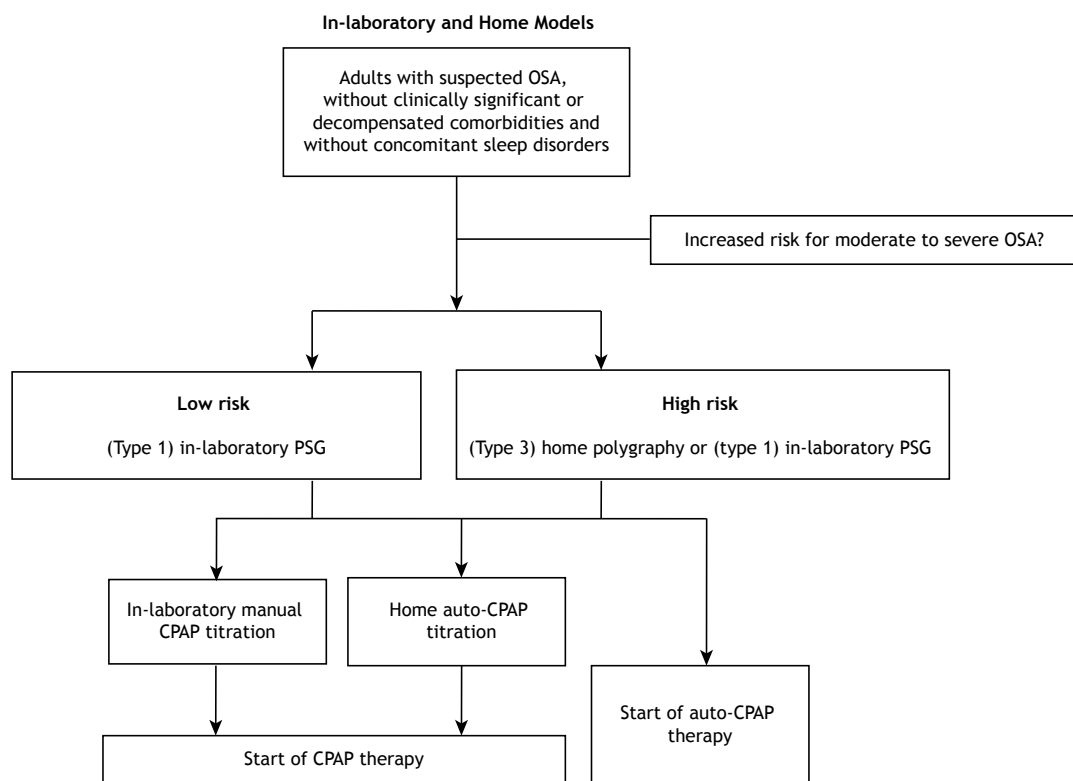 In-laboratory and Home Models
Adults with suspected OSA,
without clinically significant or
decompensated comorbidities and
without concomitant sleep disorders
Increased risk for moderate to severe OSA?
Low risk
(Type 1) in-laboratory PSG
High risk
(Type 3) home polygraphy or (type 1) in-laboratory PSG
In-laboratory manual
CPAP titration
Home auto-CPAP
titration
Start of auto-CPAP
therapy
Start of CPAP therapy